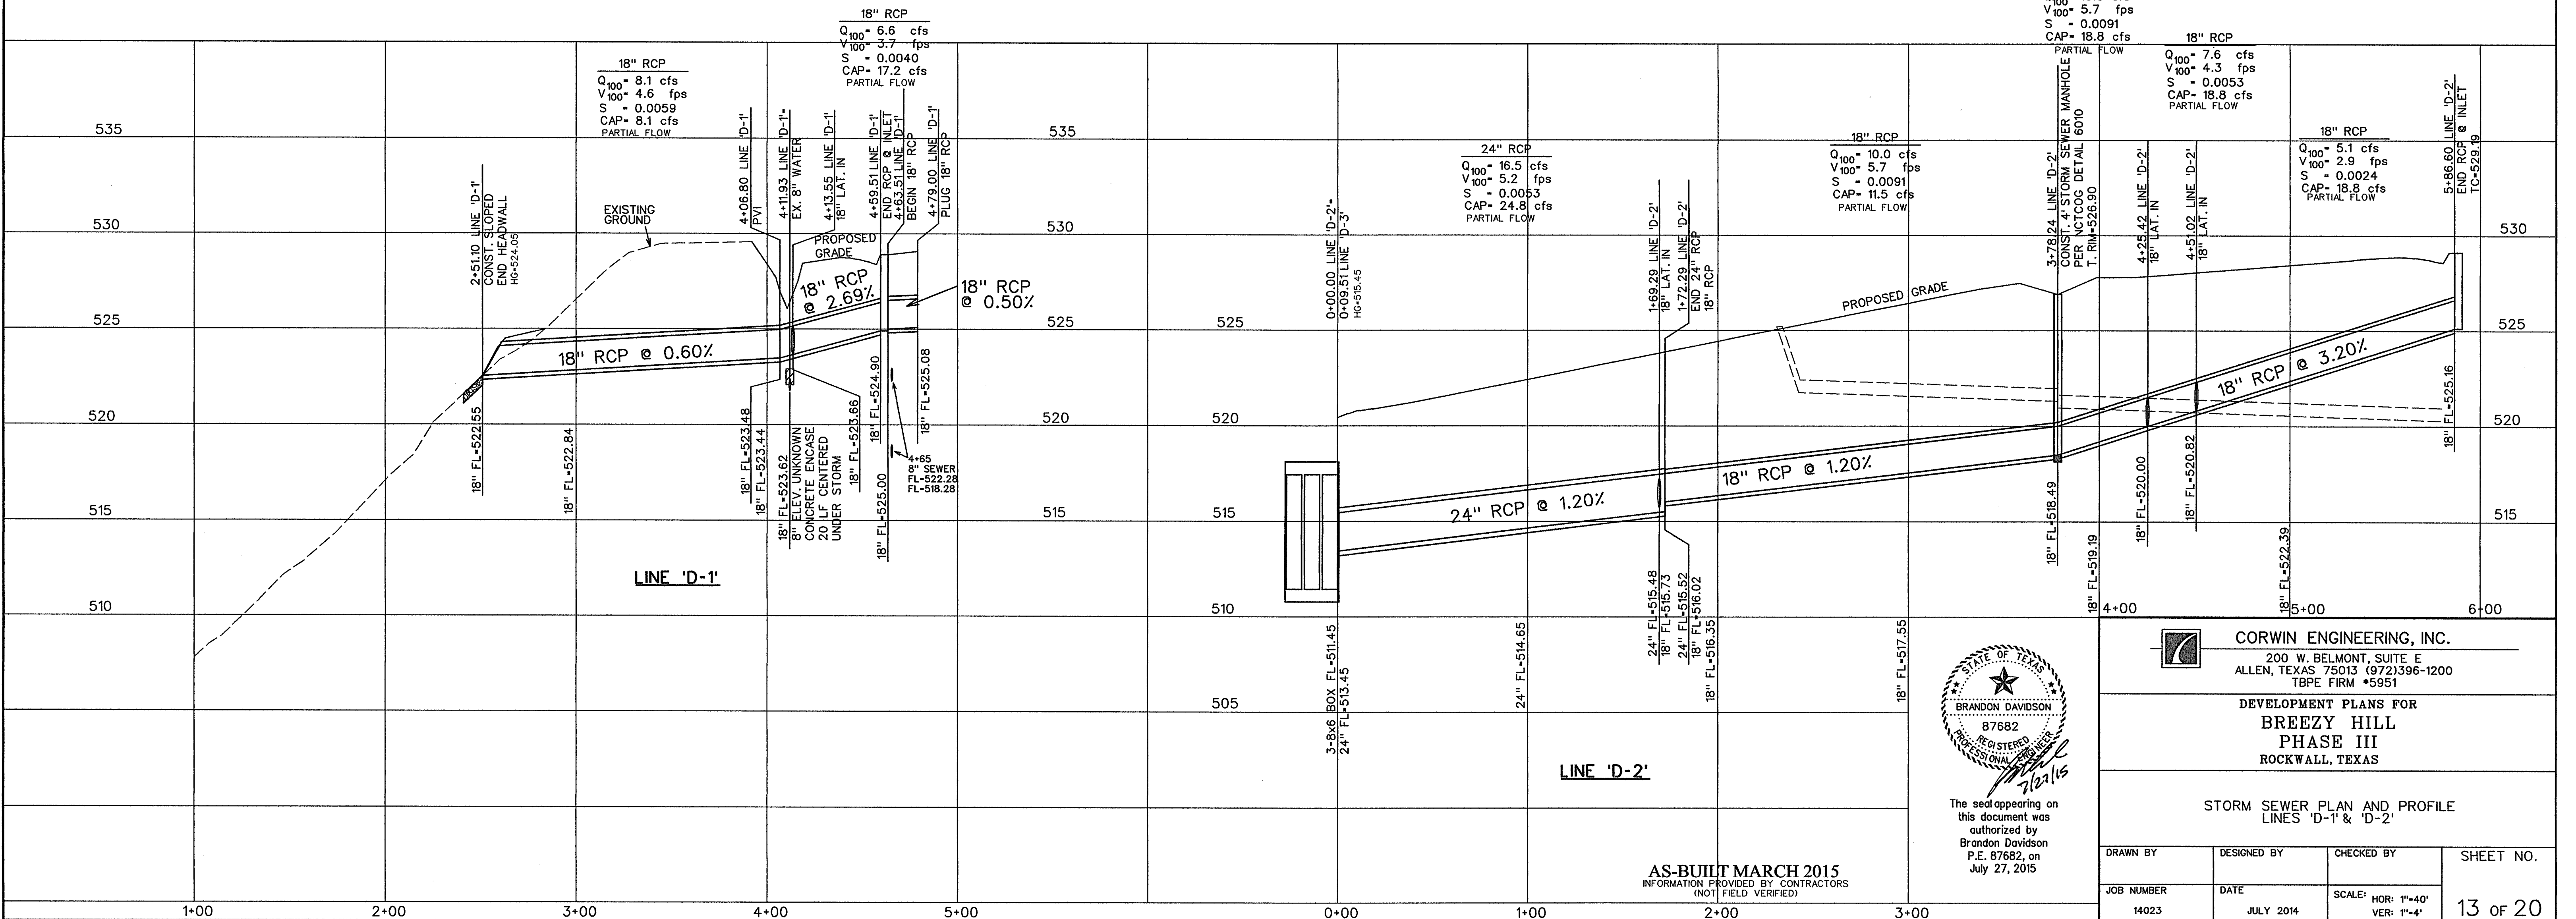 18" RCP
Q100= 6.6 cfs
V100= 3.7 fps
S = 0.0040
CAP= 17.2 cfs
PARTIAL FLOW
18" RCP
Q100= 8.1 cfs
V100= 4.6 fps
S = 0.0059
CAP= 8.1 cfs
PARTIAL FLOW
V100= 5.7 fps
S = 0.0091
CAP= 18.8 cfs
PARTIAL FLOW
18" RCP
Q100= 7.6 cfs
V100= 4.3 fps
S = 0.0053
CAP= 18.8 cfs
PARTIAL FLOW
24" RCP
Q100= 16.5 cfs
V100= 5.2 fps
S = 0.0053
CAP= 24.8 cfs
PARTIAL FLOW
18" RCP
Q100= 10.0 cfs
V100= 5.7 fps
S = 0.0091
CAP= 11.5 cfs
PARTIAL FLOW
18" RCP
Q100= 5.1 cfs
V100= 2.9 fps
S = 0.0024
CAP= 18.8 cfs
PARTIAL FLOW
535
535
530
530
530
525
525
525
520
520
520
515
515
515
510
510
505
2+51.10 LINE 'D-1'
CONST. SLOPED
END HEADWALL
HG=524.05
EXISTING
GROUND
4+06.80 LINE 'D-1'
PVI
4+11.93 LINE 'D-1'=
EX. 8" WATER
4+13.55 LINE 'D-1'
18" LAT. IN
4+59.51 LINE 'D-1'
END RCP @ INLET
4+63.51 LINE 'D-1'
BEGIN 18" RCP
4+79.00 LINE 'D-1'
PLUG 18" RCP
PROPOSED
GRADE
18" RCP
@ 2.69%
18" RCP
@ 0.50%
18" RCP @ 0.60%
18" FL=522.55
18" FL=522.84
18" FL=523.48
18" FL=523.44
18" FL=523.62
8" ELEV. UNKNOWN
CONCRETE ENCASE
20 LF CENTERED
UNDER STORM
18" FL=523.66
18" FL=524.90
18" FL=525.00
18" FL=525.08
4+65
8" SEWER
FL=522.28
FL=518.28
LINE 'D-1'
0+00.00 LINE 'D-2'=
0+09.51 LINE 'D-3'
HG=515.45
1+69.29 LINE 'D-2'
18" LAT. IN
1+72.29 LINE 'D-2'
END 24" RCP
18" RCP
PROPOSED GRADE
3+78.24 LINE 'D-2'
CONST. 4' STORM SEWER MANHOLE
PER NCTCOG DETAIL 6010
T. RIM=526.90
4+25.42 LINE 'D-2'
18" LAT. IN
4+51.02 LINE 'D-2'
18" LAT. IN
5+86.60 LINE 'D-2'
END RCP @ INLET
TC=529.19
24" RCP @ 1.20%
18" RCP @ 1.20%
18" RCP @ 3.20%
3-8x6 BOX FL=511.45
24" FL=513.45
24" FL=514.65
24" FL=515.48
18" FL=515.73
24" FL=515.52
18" FL=516.02
18" FL=516.35
18" FL=517.55
18" FL=518.49
18" FL=519.19
18" FL=520.00
18" FL=520.82
18" FL=522.39
18" FL=525.16
LINE 'D-2'
4+00
5+00
6+00
STATE OF TEXAS
BRANDON DAVIDSON
87682
REGISTERED
PROFESSIONAL ENGINEER
7/27/15
The seal appearing on
this document was
authorized by
Brandon Davidson
P.E. 87682, on
July 27, 2015
AS-BUILT MARCH 2015
INFORMATION PROVIDED BY CONTRACTORS
(NOT FIELD VERIFIED)
CORWIN ENGINEERING, INC.
200 W. BELMONT, SUITE E
ALLEN, TEXAS 75013 (972)396-1200
TBPE FIRM #5951
DEVELOPMENT PLANS FOR
BREEZY HILL
PHASE III
ROCKWALL, TEXAS
STORM SEWER PLAN AND PROFILE
LINES 'D-1' & 'D-2'
DRAWN BY
DESIGNED BY
CHECKED BY
SHEET NO.
JOB NUMBER
14023
DATE
JULY 2014
SCALE: HOR: 1"=40'
VER: 1"=4'
13 OF 20
1+00
2+00
3+00
4+00
5+00
0+00
1+00
2+00
3+00